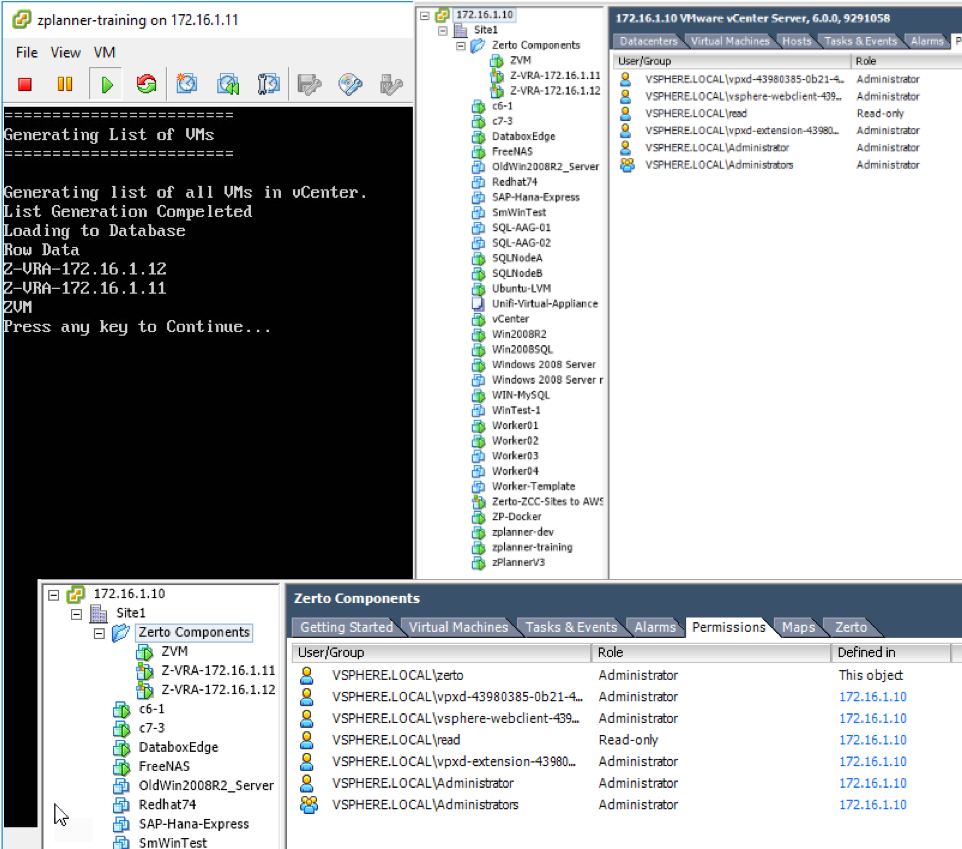 zplanner-training on 172.16.1.11
File View VM
=========================
Generating List of VMs
=========================
Generating list of all VMs in vCenter.
List Generation Compeleted
Loading to Database
Row Data
Z-VRA-172.16.1.12
Z-VRA-172.16.1.11
ZVM
Press any key to Continue...
172.16.1.10
Site1
Zerto Components
ZVM
Z-VRA-172.16.1.11
Z-VRA-172.16.1.12
c6-1
c7-3
DataboxEdge
FreeNAS
OldWin2008R2_Server
Redhat74
SAP-Hana-Express
SmWinTest
SQL-AAG-01
SQL-AAG-02
SQLNodeA
SQLNodeB
Ubuntu-LVM
Unifi-Virtual-Appliance
vCenter
Win2008R2
Win2008SQL
Windows 2008 Server
Windows 2008 Server r
WIN-MySQL
WinTest-1
Worker01
Worker02
Worker03
Worker04
Worker-Template
Zerto-ZCC-Sites to AWS
ZP-Docker
zplanner-dev
zplanner-training
zPlannerV3
172.16.1.10 VMware vCenter Server, 6.0.0, 9291058
Datacenters Virtual Machines Hosts Tasks & Events Alarms P
User/Group Role
VSPHERE.LOCAL\vpxd-43980385-0b21-4... Administrator
VSPHERE.LOCAL\vsphere-webclient-439... Administrator
VSPHERE.LOCAL\read Read-only
VSPHERE.LOCAL\vpxd-extension-43980... Administrator
VSPHERE.LOCAL\Administrator Administrator
VSPHERE.LOCAL\Administrators Administrator
172.16.1.10
Site1
Zerto Components
ZVM
Z-VRA-172.16.1.11
Z-VRA-172.16.1.12
c6-1
c7-3
DataboxEdge
FreeNAS
OldWin2008R2_Server
Redhat74
SAP-Hana-Express
SmWinTest
Zerto Components
Getting Started Virtual Machines Tasks & Events Alarms Permissions Maps Zerto
User/Group Role Defined in
VSPHERE.LOCAL\zerto Administrator This object
VSPHERE.LOCAL\vpxd-43980385-0b21-4... Administrator 172.16.1.10
VSPHERE.LOCAL\vsphere-webclient-439... Administrator 172.16.1.10
VSPHERE.LOCAL\read Read-only 172.16.1.10
VSPHERE.LOCAL\vpxd-extension-43980... Administrator 172.16.1.10
VSPHERE.LOCAL\Administrator Administrator 172.16.1.10
VSPHERE.LOCAL\Administrators Administrator 172.16.1.10